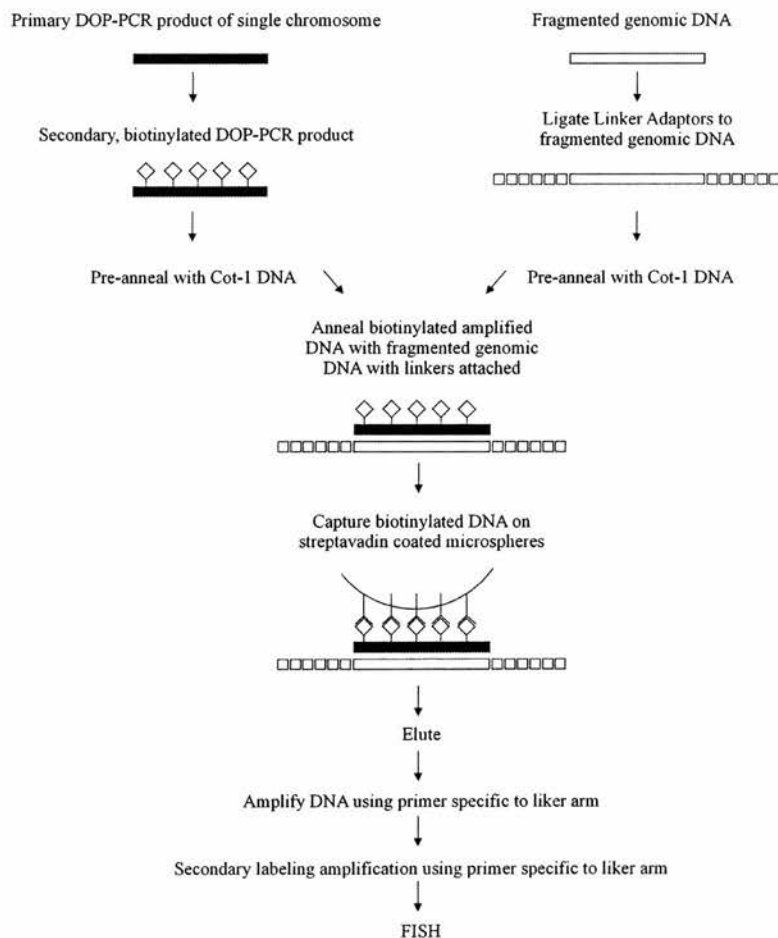 Primary DOP-PCR product of single chromosome
Fragmented genomic DNA
Secondary, biotinylated DOP-PCR product
Ligate Linker Adaptors to
fragmented genomic DNA
Pre-anneal with Cot-1 DNA
Pre-anneal with Cot-1 DNA
Anneal biotinylated amplified
DNA with fragmented genomic
DNA with linkers attached
Capture biotinylated DNA on
streptavadin coated microspheres
Elute
Amplify DNA using primer specific to liker arm
Secondary labeling amplification using primer specific to liker arm
FISH